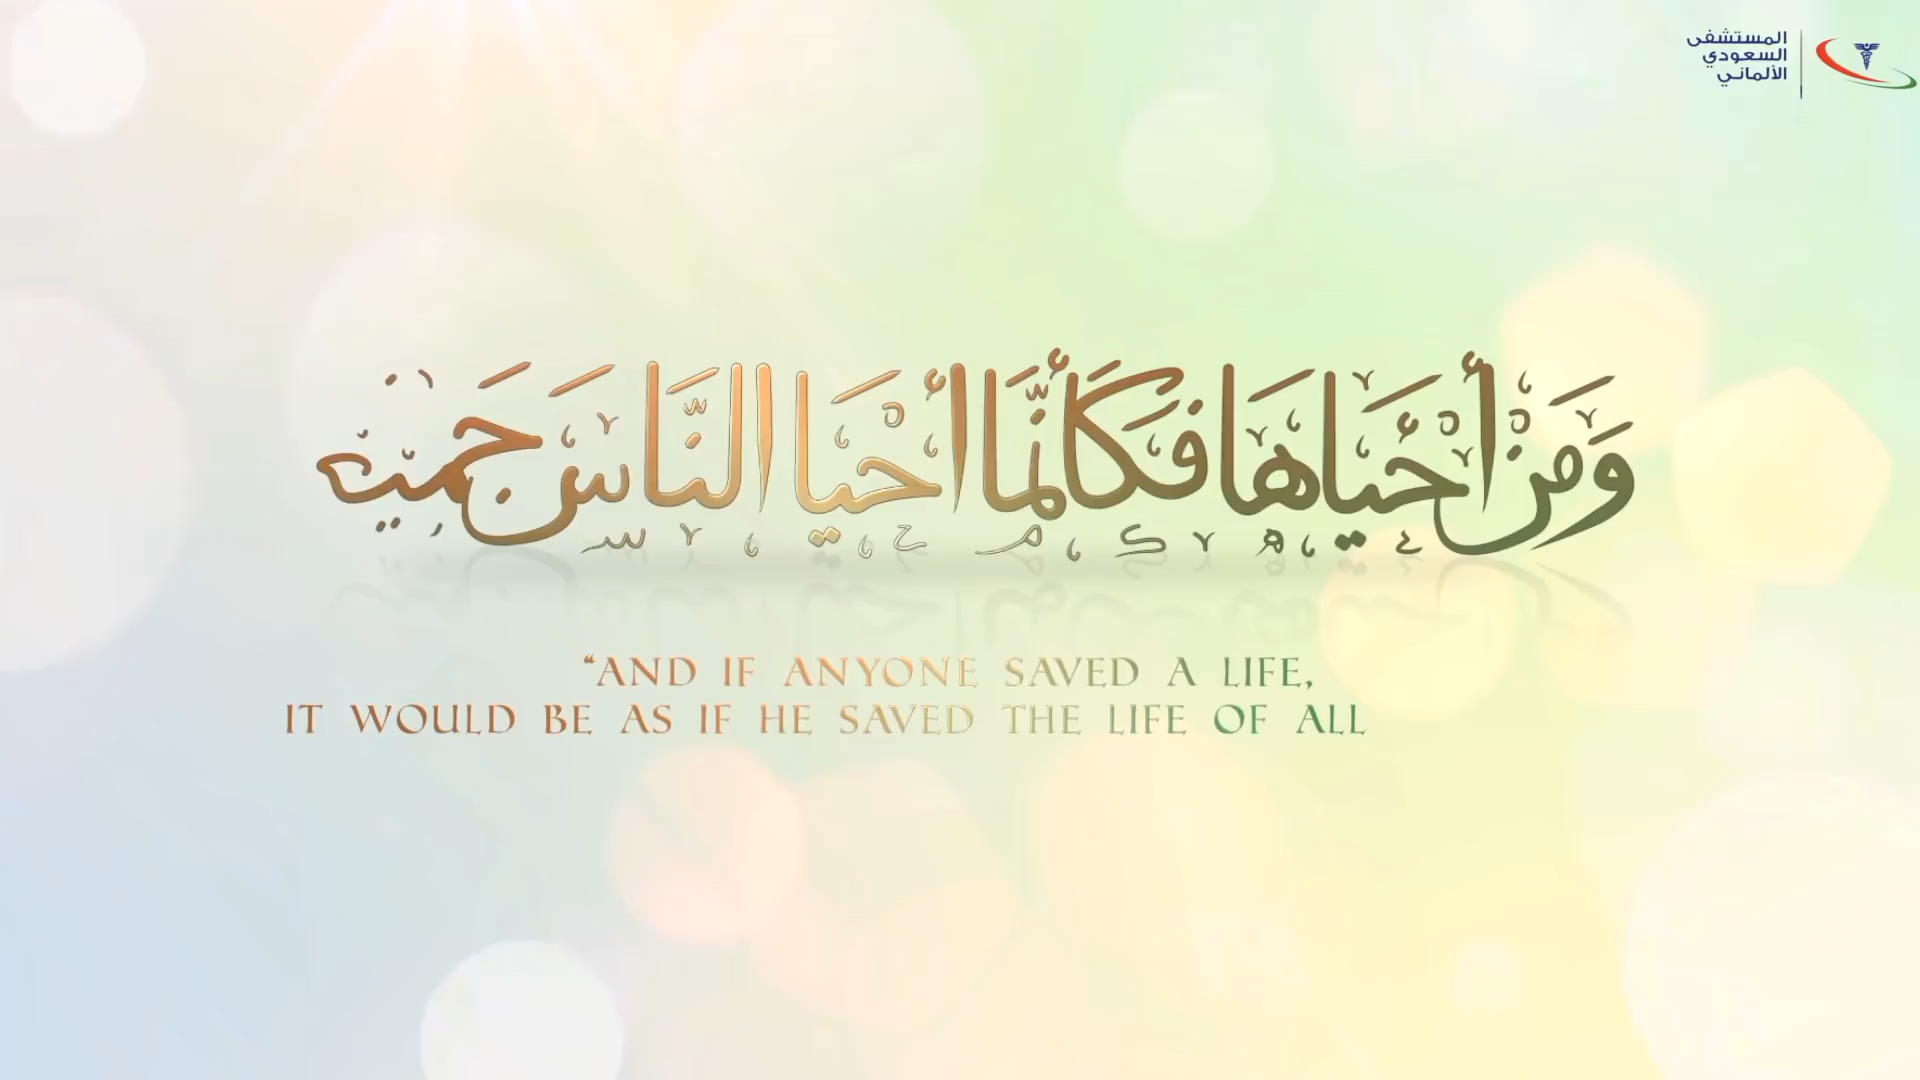 المستشفى
السعودي
الألماني
وَمَنْ أَحْيَاهَا فَكَأَنَّمَا أَحْيَا النَّاسَ
“AND IF ANYONE SAVED A LIFE,
IT WOULD BE AS IF HE SAVED THE LIFE OF ALL